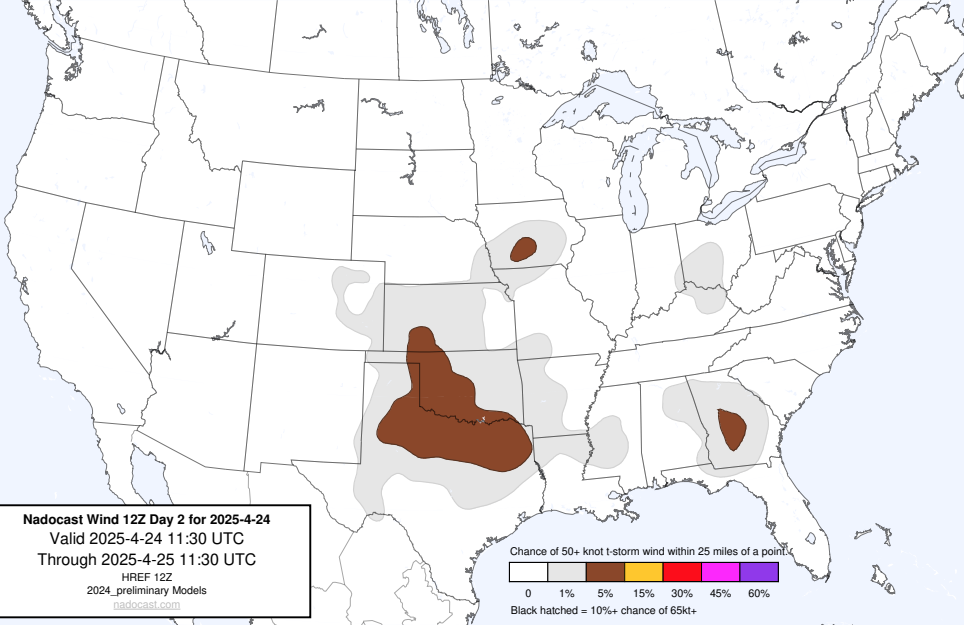 Nadocast Wind 12Z Day 2 for 2025-4-24
Valid 2025-4-24 11:30 UTC
Through 2025-4-25 11:30 UTC
HREF 12Z
2024_preliminary Models
nadocast.com
Chance of 50+ knot t-storm wind within 25 miles of a point.
0 1% 5% 15% 30% 45% 60%
Black hatched = 10%+ chance of 65kt+